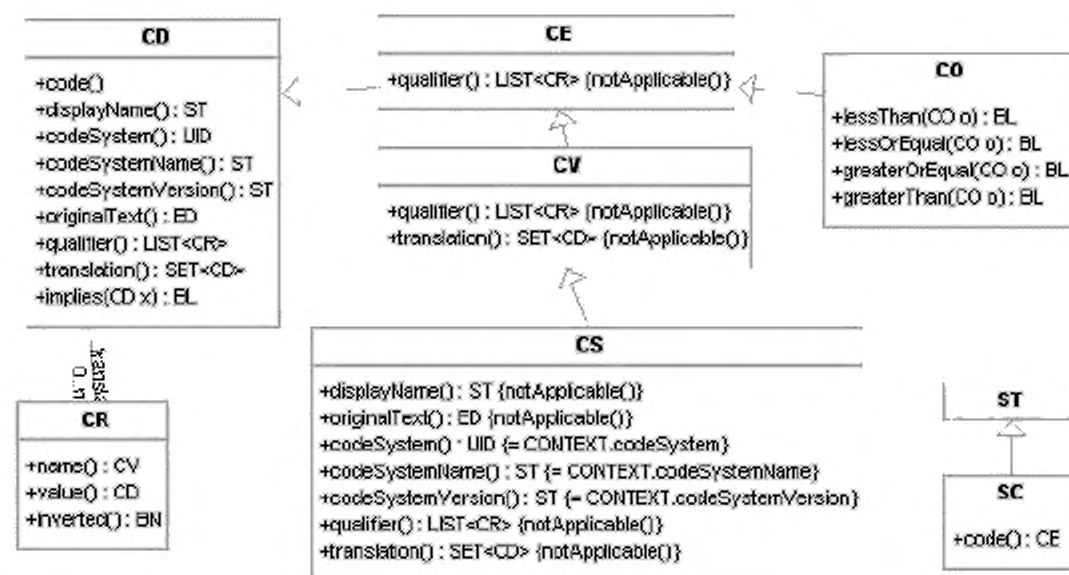 CD
+code()
+displayName() : ST
+codeSystem() : UID
+codeSystemName() : ST
+codeSystemVersion() : ST
+originalText() : ED
+qualifier() : LIST<CR>
+translation() : SET<CD>
+implies(CD x) : BL
CE
+qualifier() : LIST<CR> {notApplicable()}
CO
+lessThan(CO o) : BL
+lessOrEqual(CO o) : BL
+greaterOrEqual(CO o) : BL
+greaterThan(CO o) : BL
CV
+qualifier() : LIST<CR> {notApplicable()}
+translation() : SET<CD> {notApplicable()}
CS
+displayName() : ST {notApplicable()}
+originalText() : ED {notApplicable()}
+codeSystem() : UID {= CONTEXT.codeSystem}
+codeSystemName() : ST {= CONTEXT.codeSystemName}
+codeSystemVersion() : ST {= CONTEXT.codeSystemVersion}
+qualifier() : LIST<CR> {notApplicable()}
+translation() : SET<CD> {notApplicable()}
CR
+name() : CV
+value() : CD
+inverted() : BN
ST
SC
+code() : CE